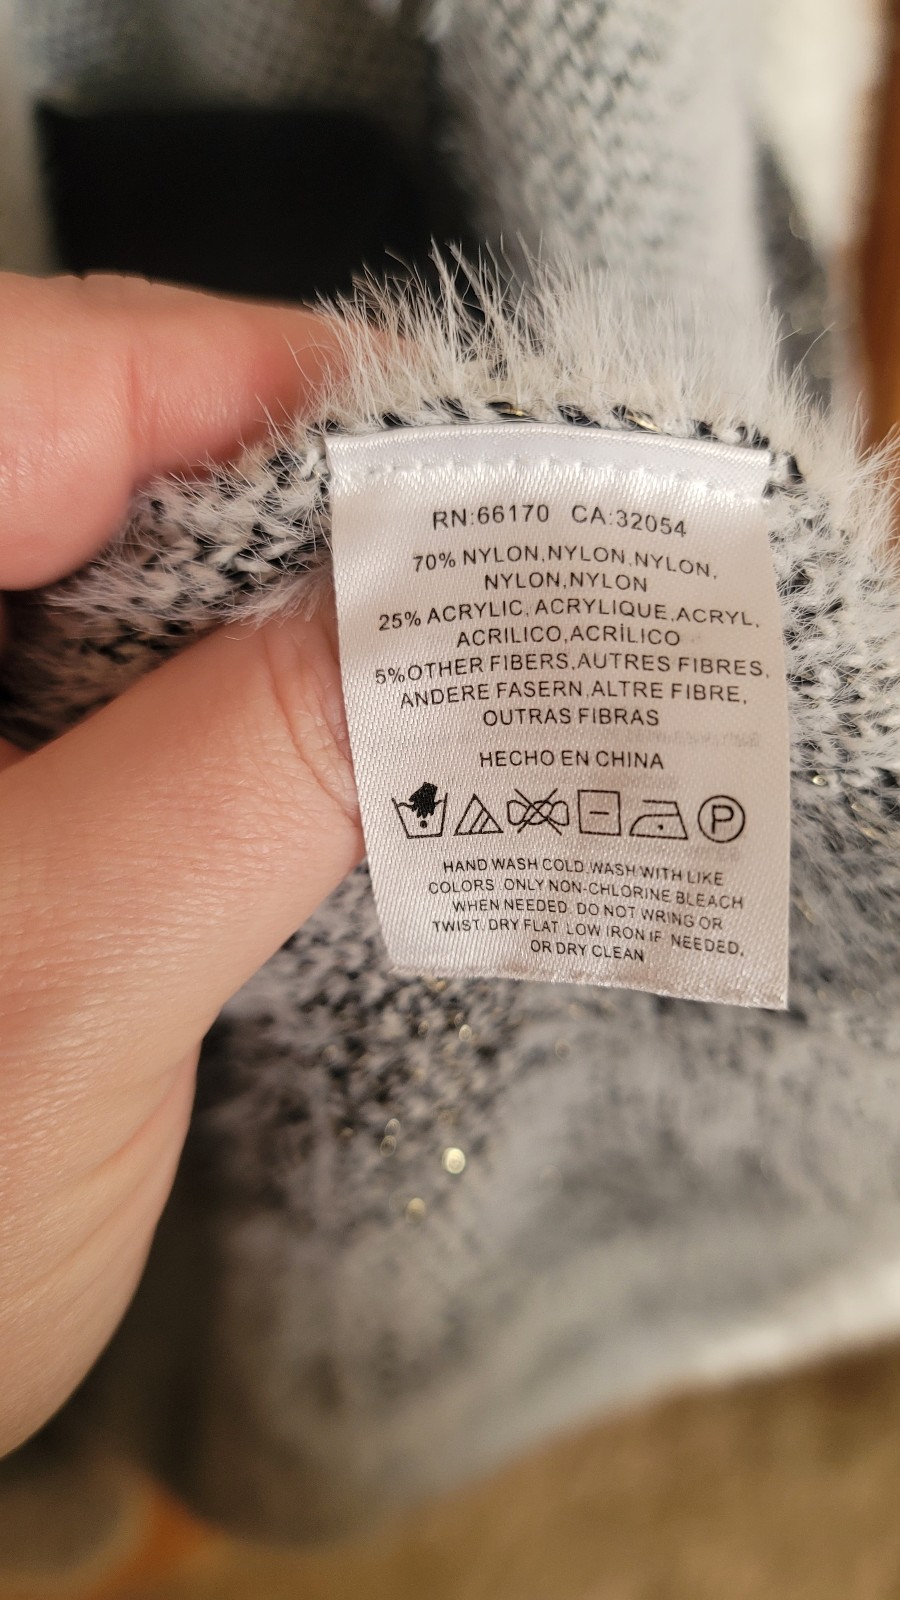 RN:66170 CA:32054
70% NYLON,NYLON,NYLON,
NYLON,NYLON
25% ACRYLIC, ACRYLIQUE,ACRYL,
ACRILICO,ACRÍLICO
5%OTHER FIBERS,AUTRES FIBRES,
ANDERE FASERN,ALTRE FIBRE,
OUTRAS FIBRAS
HECHO EN CHINA
P
HAND WASH COLD.WASH WITH LIKE
COLORS. ONLY NON-CHLORINE BLEACH
WHEN NEEDED. DO NOT WRING OR
TWIST. DRY FLAT. LOW IRON IF NEEDED,
OR DRY CLEAN